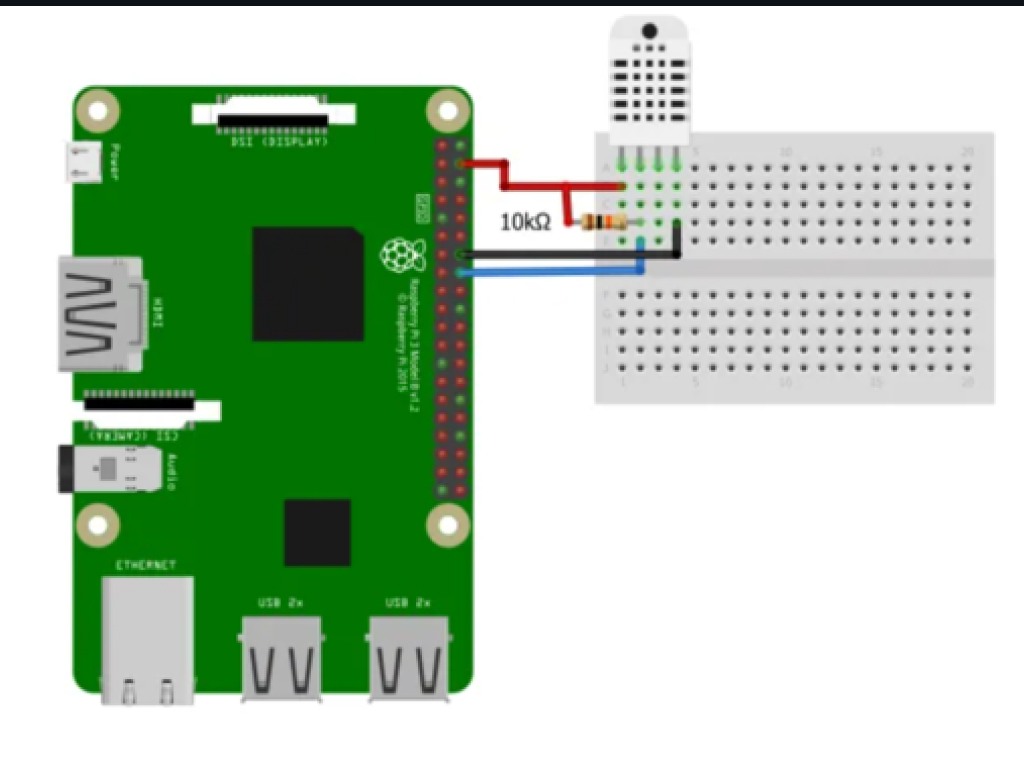 DSI (DISPLAY)
Power
GPIO
10kΩ
HDMI
Raspberry Pi 3 Model B v1.2
© Raspberry Pi 2015
CSI (CAMERA)
Audio
ETHERNET
USB 2x
USB 2x
5
10
15
20
A
C
E
F
G
H
I
J
1
5
10
15
20